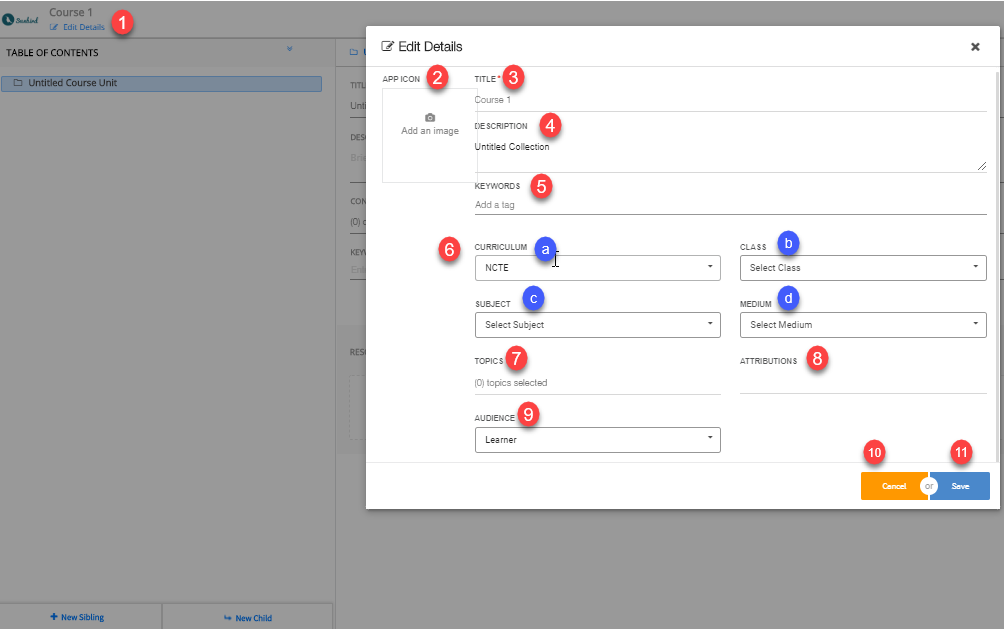 Sunbird
Course 1
Edit Details
1
TABLE OF CONTENTS
Untitled Course Unit
Edit Details
APP ICON
2
Add an image
TITLE*
3
Course 1
DESCRIPTION
4
Untitled Collection
KEYWORDS
5
Add a tag
6
CURRICULUM
a
NCTE
CLASS
b
Select Class
SUBJECT
c
Select Subject
MEDIUM
d
Select Medium
TOPICS
7
(0) topics selected
ATTRIBUTIONS
8
AUDIENCE
9
Learner
10
11
Cancel
or
Save
New Sibling
New Child